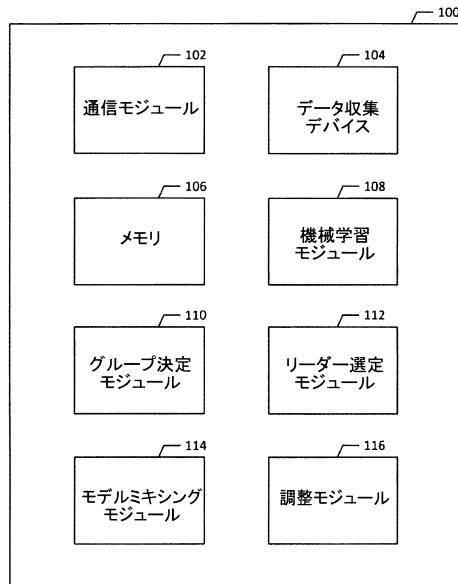 100
102
104
通信モジュール
データ収集
デバイス
106
108
メモリ
機械学習
モジュール
110
112
グループ決定
モジュール
リーダー選定
モジュール
114
116
モデルミキシング
モジュール
調整モジュール